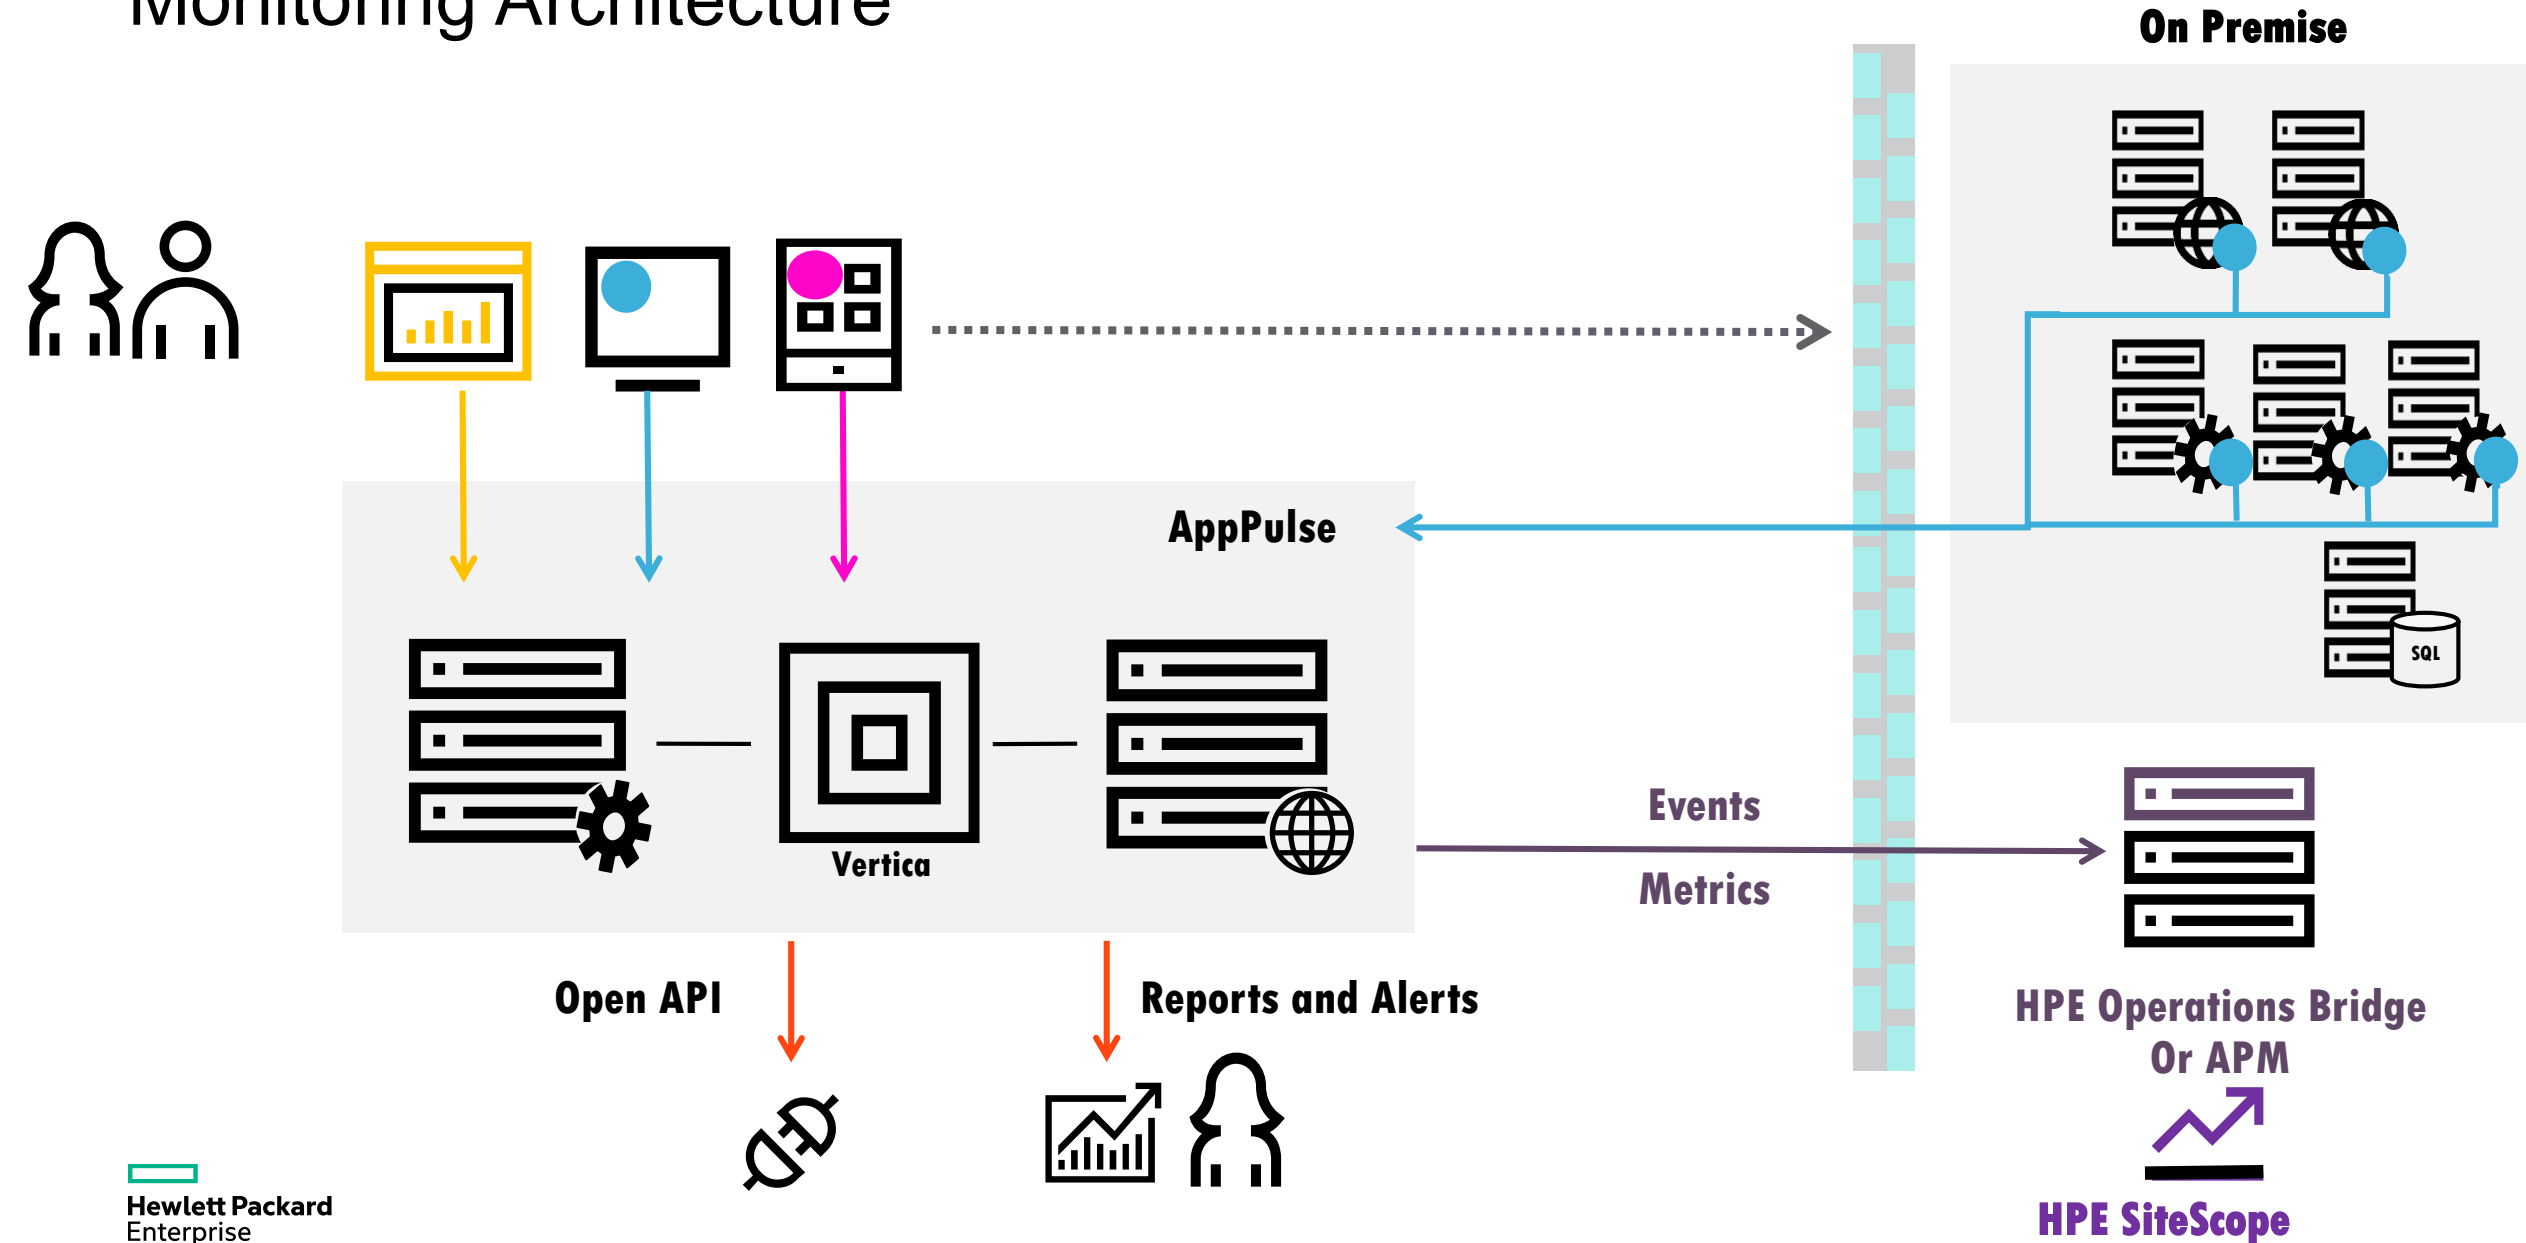 Monitoring Architecture
On Premise
AppPulse
SQL
Vertica
Events
Metrics
Open API
Reports and Alerts
HPE Operations Bridge
Or APM
HPE SiteScope
Hewlett Packard
Enterprise